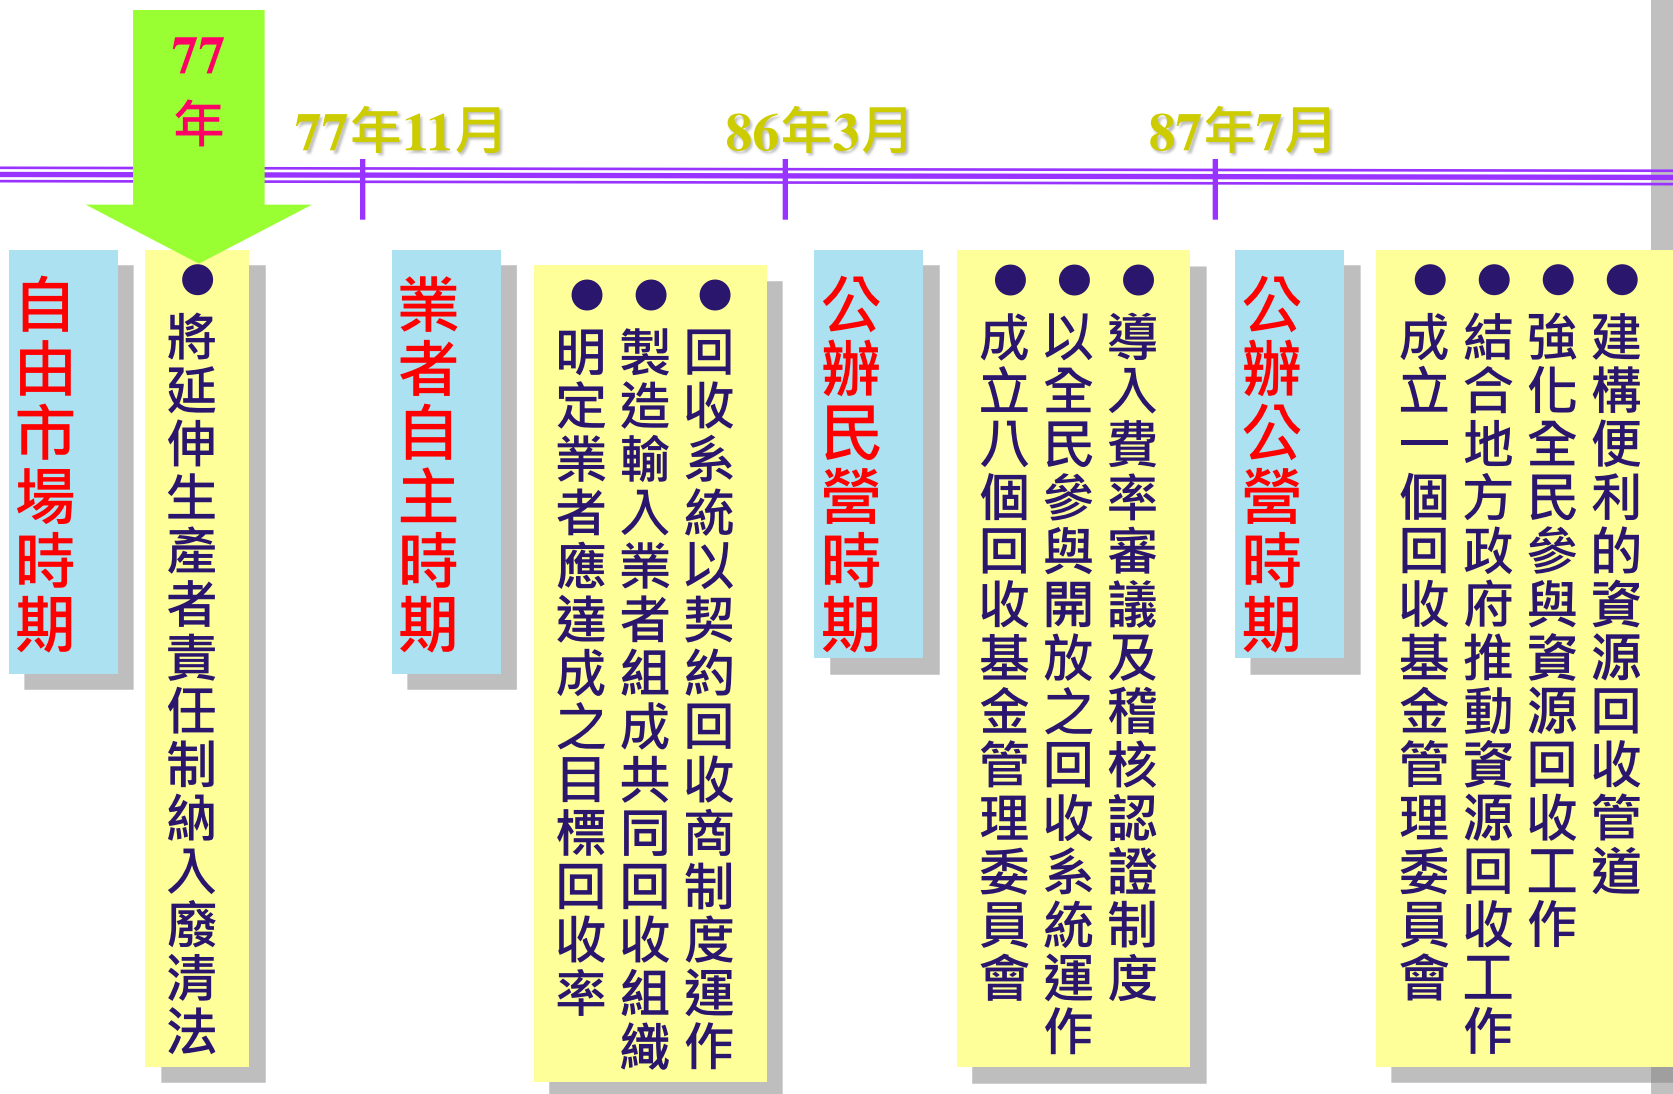 77
年
77年11月
86年3月
87年7月
自由市場時期
●將延伸生產者責任制納入廢清法
業者自主時期
●回收系統以契約回收商制度運作
●製造輸入業者組成共同回收組織
●明定業者應達成之目標回收率
公辦民營時期
●導入費率審議及稽核認證制度
●以全民參與開放之回收系統運作
●成立八個回收基金管理委員會
公辦公營時期
●建構便利的資源回收管道
●強化全民參與資源回收工作
●結合地方政府推動資源回收工作
●成立一個回收基金管理委員會